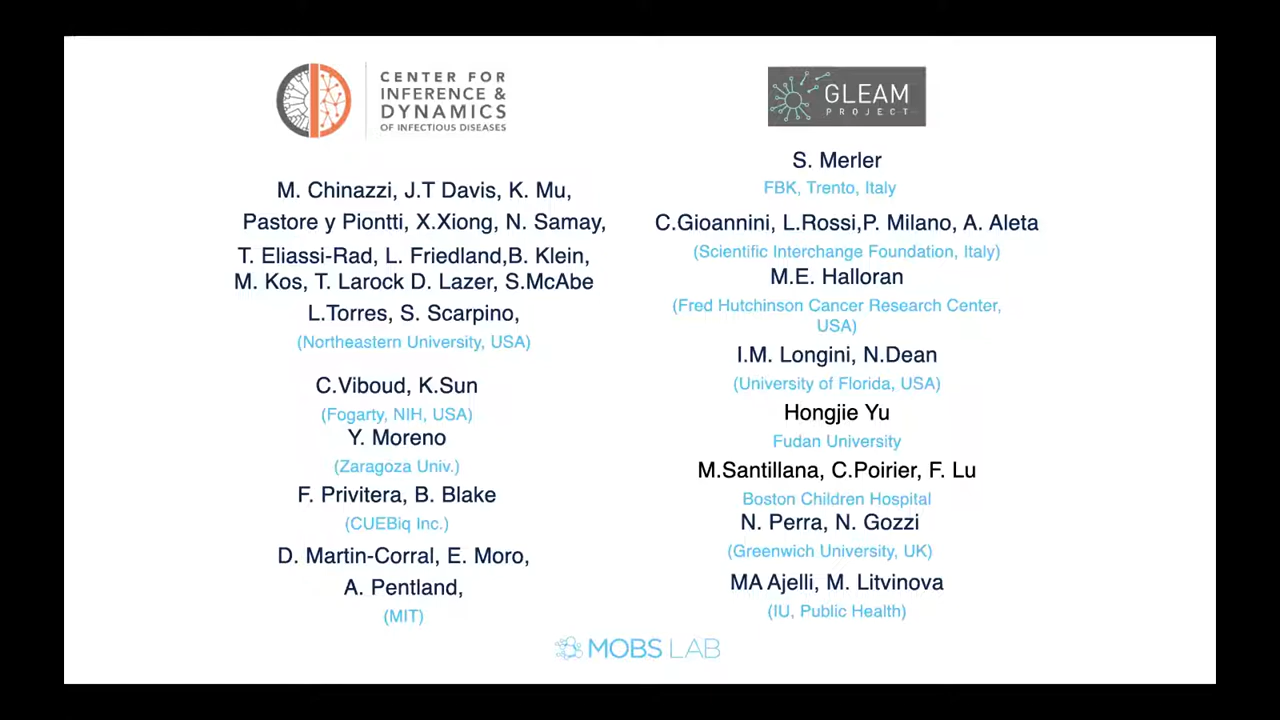 CENTER FOR
INFERENCE &
DYNAMICS
OF INFECTIOUS DISEASES
M. Chinazzi, J.T Davis, K. Mu,
Pastore y Piontti, X.Xiong, N. Samay,
T. Eliassi-Rad, L. Friedland,B. Klein,
M. Kos, T. Larock D. Lazer, S.McAbe
L.Torres, S. Scarpino,
(Northeastern University, USA)
C.Viboud, K.Sun
(Fogarty, NIH, USA)
Y. Moreno
(Zaragoza Univ.)
F. Privitera, B. Blake
(CUEBiq Inc.)
D. Martin-Corral, E. Moro,
A. Pentland,
(MIT)
GLEAM
PROJECT
S. Merler
FBK, Trento, Italy
C.Gioannini, L.Rossi,P. Milano, A. Aleta
(Scientific Interchange Foundation, Italy)
M.E. Halloran
(Fred Hutchinson Cancer Research Center,
USA)
I.M. Longini, N.Dean
(University of Florida, USA)
Hongjie Yu
Fudan University
M.Santillana, C.Poirier, F. Lu
Boston Children Hospital
N. Perra, N. Gozzi
(Greenwich University, UK)
MA Ajelli, M. Litvinova
(IU, Public Health)
MOBS LAB